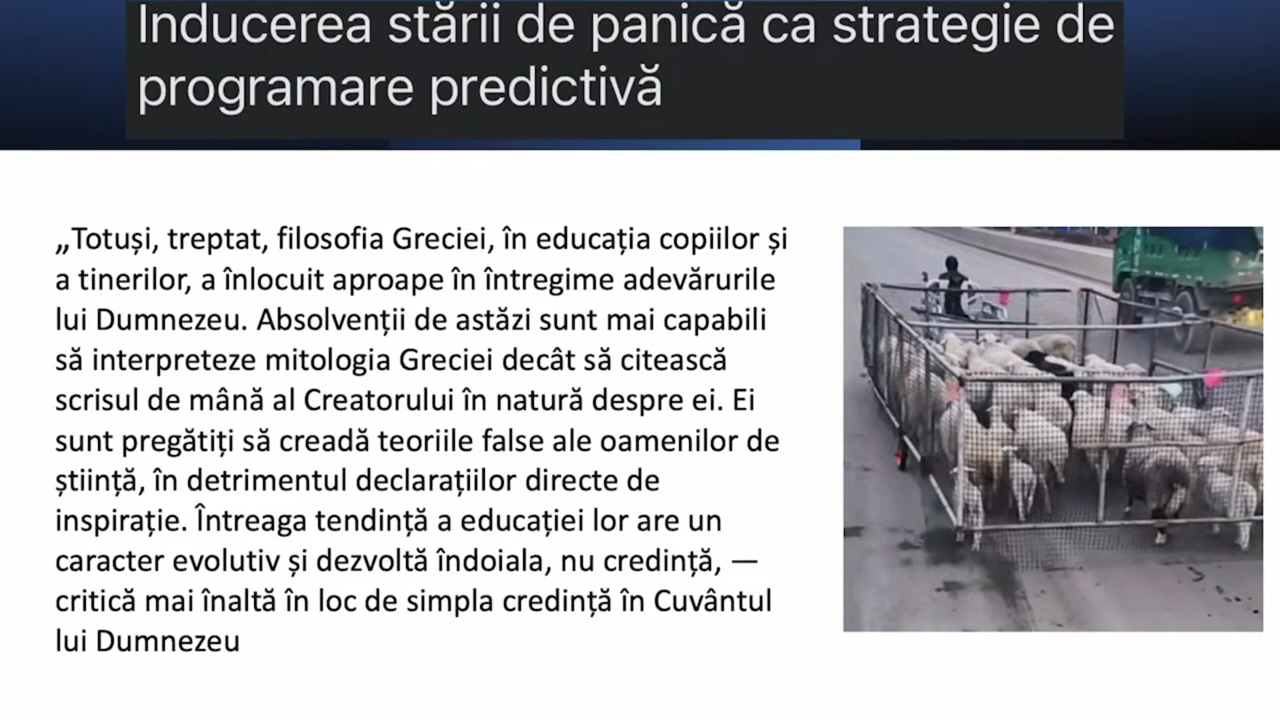 Inducerea stării de panică ca strategie de
programare predictivă
„Totuși, treptat, filosofia Greciei, în educația copiilor și
a tinerilor, a înlocuit aproape în întregime adevărurile
lui Dumnezeu. Absolvenții de astăzi sunt mai capabili
să interpreteze mitologia Greciei decât să citească
scrisul de mână al Creatorului în natură despre ei. Ei
sunt pregătiți să creadă teoriile false ale oamenilor de
știință, în detrimentul declarațiilor directe de
inspirație. Întreaga tendință a educației lor are un
caracter evolutiv și dezvoltă îndoiala, nu credință, —
critică mai înaltă în loc de simpla credință în Cuvântul
lui Dumnezeu